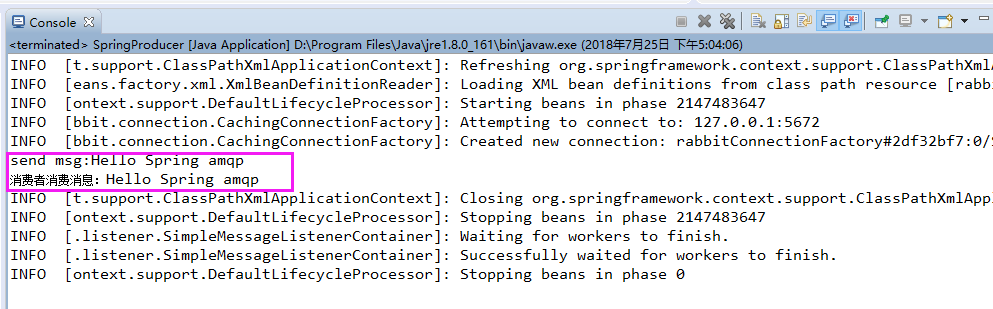 Console
<terminated> SpringProducer [Java Application] D:\Program Files\Java\jre1.8.0_161\bin\javaw.exe (2018年7月25日 下午5:04:06)
INFO  [t.support.ClassPathXmlApplicationContext]: Refreshing org.springframework.context.support.ClassPathXmlA
INFO  [eans.factory.xml.XmlBeanDefinitionReader]: Loading XML bean definitions from class path resource [rabb
INFO  [ontext.support.DefaultLifecycleProcessor]: Starting beans in phase 2147483647
INFO  [bbit.connection.CachingConnectionFactory]: Attempting to connect to: 127.0.0.1:5672
INFO  [bbit.connection.CachingConnectionFactory]: Created new connection: rabbitConnectionFactory#2df32bf7:0/S
send msg:Hello Spring amqp
消费者消费消息：Hello Spring amqp
INFO  [t.support.ClassPathXmlApplicationContext]: Closing org.springframework.context.support.ClassPathXmlAppl
INFO  [ontext.support.DefaultLifecycleProcessor]: Stopping beans in phase 2147483647
INFO  [.listener.SimpleMessageListenerContainer]: Waiting for workers to finish.
INFO  [.listener.SimpleMessageListenerContainer]: Successfully waited for workers to finish.
INFO  [ontext.support.DefaultLifecycleProcessor]: Stopping beans in phase 0